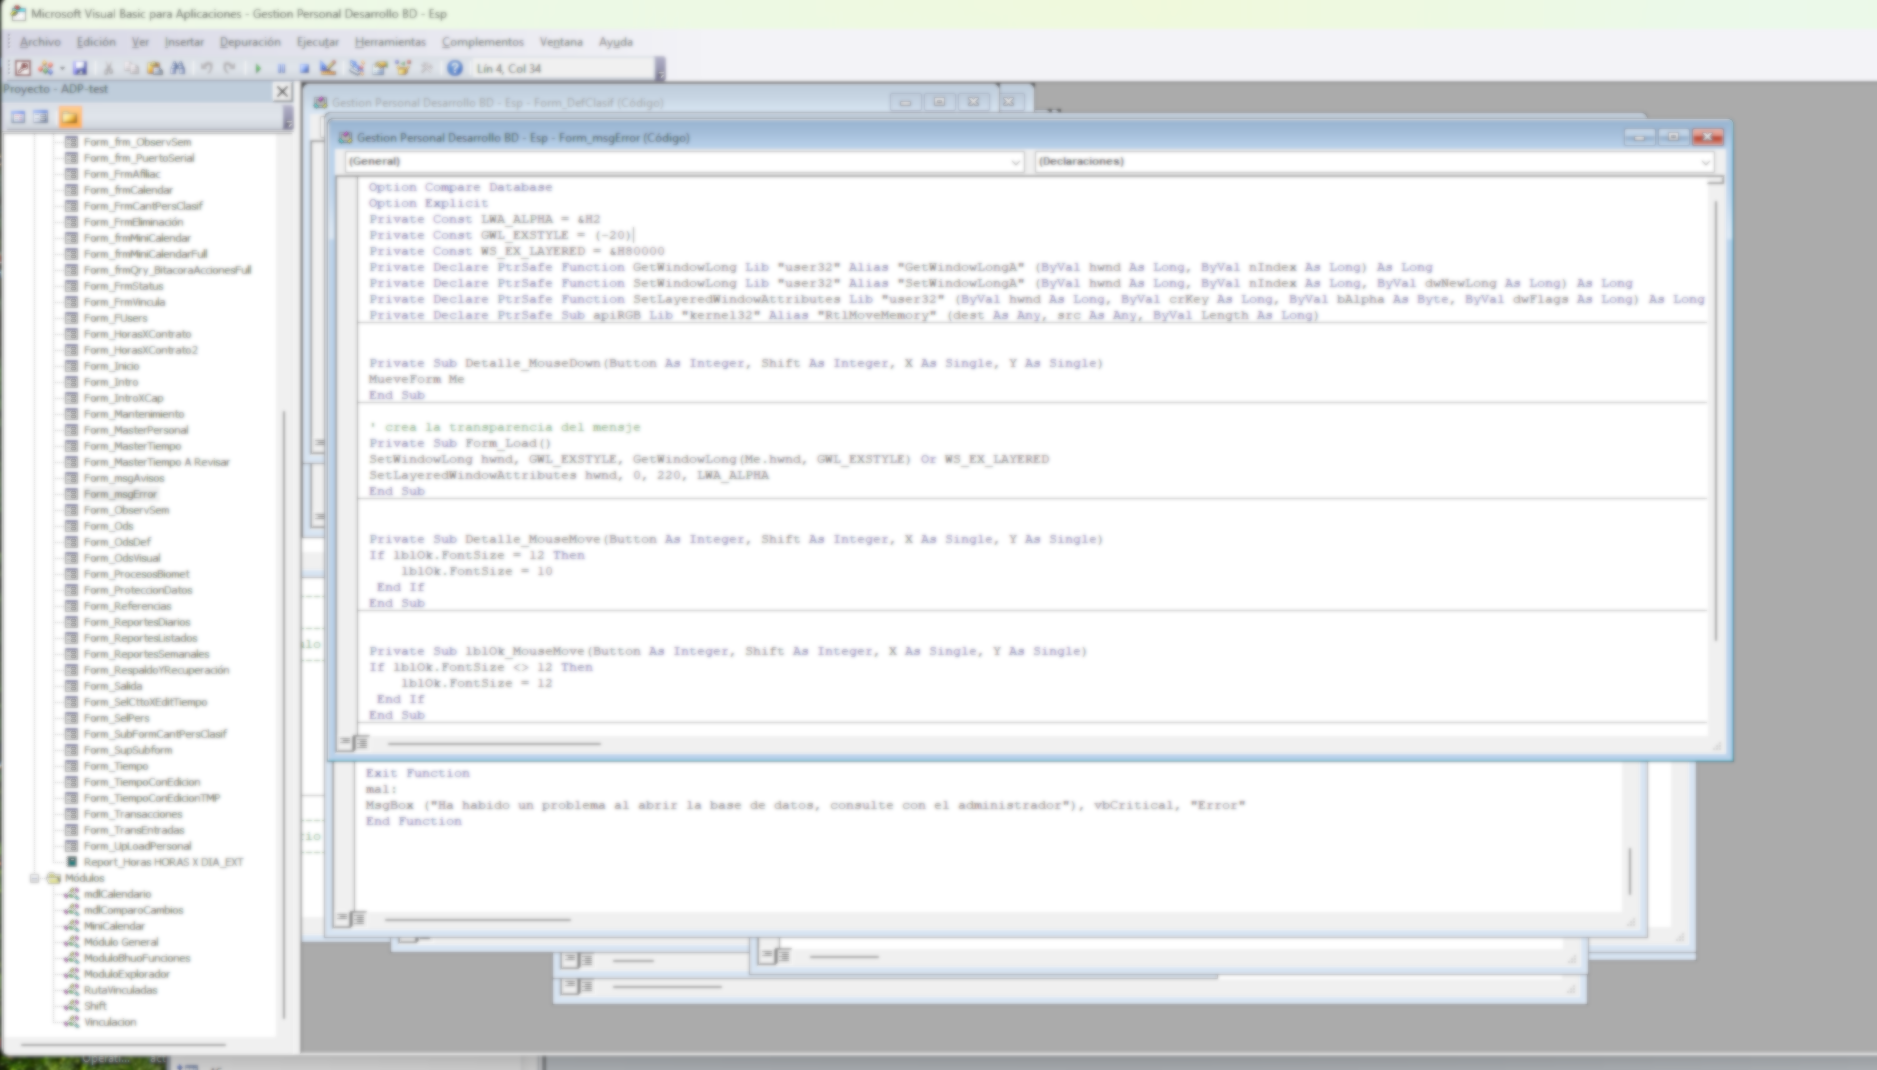 Microsoft Visual Basic para Aplicaciones - Gestion Personal Desarrollo BD - Esp
Archivo Edición Ver Insertar Depuración Ejecutar Herramientas Complementos Ventana Ayuda
Lín 4, Col 34
Proyecto - ADP-test
Form_frm_ObservSem
Form_frm_PuertoSerial
Form_FrmAfiliac
Form_frmCalendar
Form_FrmCantPersClasif
Form_FrmEliminación
Form_frmMiniCalendar
Form_frmMiniCalendarFull
Form_frmQry_BitacoraAccionesFull
Form_FrmStatus
Form_FrmVincula
Form_FUsers
Form_HorasXContrato
Form_HorasXContrato2
Form_Inicio
Form_Intro
Form_IntroXCap
Form_Mantenimiento
Form_MasterPersonal
Form_MasterTiempo
Form_MasterTiempo A Revisar
Form_msgAvisos
Form_msgError
Form_ObservSem
Form_Ods
Form_OdsDef
Form_OdsVisual
Form_ProcesosBiomet
Form_ProteccionDatos
Form_Referencias
Form_ReportesDiarios
Form_ReportesListados
Form_ReportesSemanales
Form_RespaldoYRecuperación
Form_Salida
Form_SelCttoXEditTiempo
Form_SelPers
Form_SubFormCantPersClasif
Form_SupSubform
Form_Tiempo
Form_TiempoConEdicion
Form_TiempoConEdicionTMP
Form_Transacciones
Form_TransEntradas
Form_UpLoadPersonal
Report_Horas HORAS X DIA_EXT
Módulos
mdlCalendario
mdlComparoCambios
MiniCalendar
Módulo General
ModuloBhuoFunciones
ModuloExplorador
RutaVinculadas
Shift
Vinculacion
Gestion Personal Desarrollo BD - Esp - Form_DefClasif (Código)
Gestion Personal Desarrollo BD - Esp - Form_msgError (Código)
(General) (Declaraciones)
Option Compare Database
Option Explicit
Private Const LWA_ALPHA = &H2
Private Const GWL_EXSTYLE = (-20)
Private Const WS_EX_LAYERED = &H80000
Private Declare PtrSafe Function GetWindowLong Lib "user32" Alias "GetWindowLongA" (ByVal hwnd As Long, ByVal nIndex As Long) As Long
Private Declare PtrSafe Function SetWindowLong Lib "user32" Alias "SetWindowLongA" (ByVal hwnd As Long, ByVal nIndex As Long, ByVal dwNewLong As Long) As Long
Private Declare PtrSafe Function SetLayeredWindowAttributes Lib "user32" (ByVal hwnd As Long, ByVal crKey As Long, ByVal bAlpha As Byte, ByVal dwFlags As Long) As Long
Private Declare PtrSafe Sub apiRGB Lib "kernel32" Alias "RtlMoveMemory" (dest As Any, src As Any, ByVal Length As Long)
Private Sub Detalle_MouseDown(Button As Integer, Shift As Integer, X As Single, Y As Single)
MueveForm Me
End Sub
' crea la transparencia del mensje
Private Sub Form_Load()
SetWindowLong hwnd, GWL_EXSTYLE, GetWindowLong(Me.hwnd, GWL_EXSTYLE) Or WS_EX_LAYERED
SetLayeredWindowAttributes hwnd, 0, 220, LWA_ALPHA
End Sub
Private Sub Detalle_MouseMove(Button As Integer, Shift As Integer, X As Single, Y As Single)
If lblOk.FontSize = 12 Then
lblOk.FontSize = 10
End If
End Sub
Private Sub lblOk_MouseMove(Button As Integer, Shift As Integer, X As Single, Y As Single)
If lblOk.FontSize <> 12 Then
lblOk.FontSize = 12
End If
End Sub
Exit Function
mal:
MsgBox ("Ha habido un problema al abrir la base de datos, consulte con el administrador"), vbCritical, "Error"
End Function